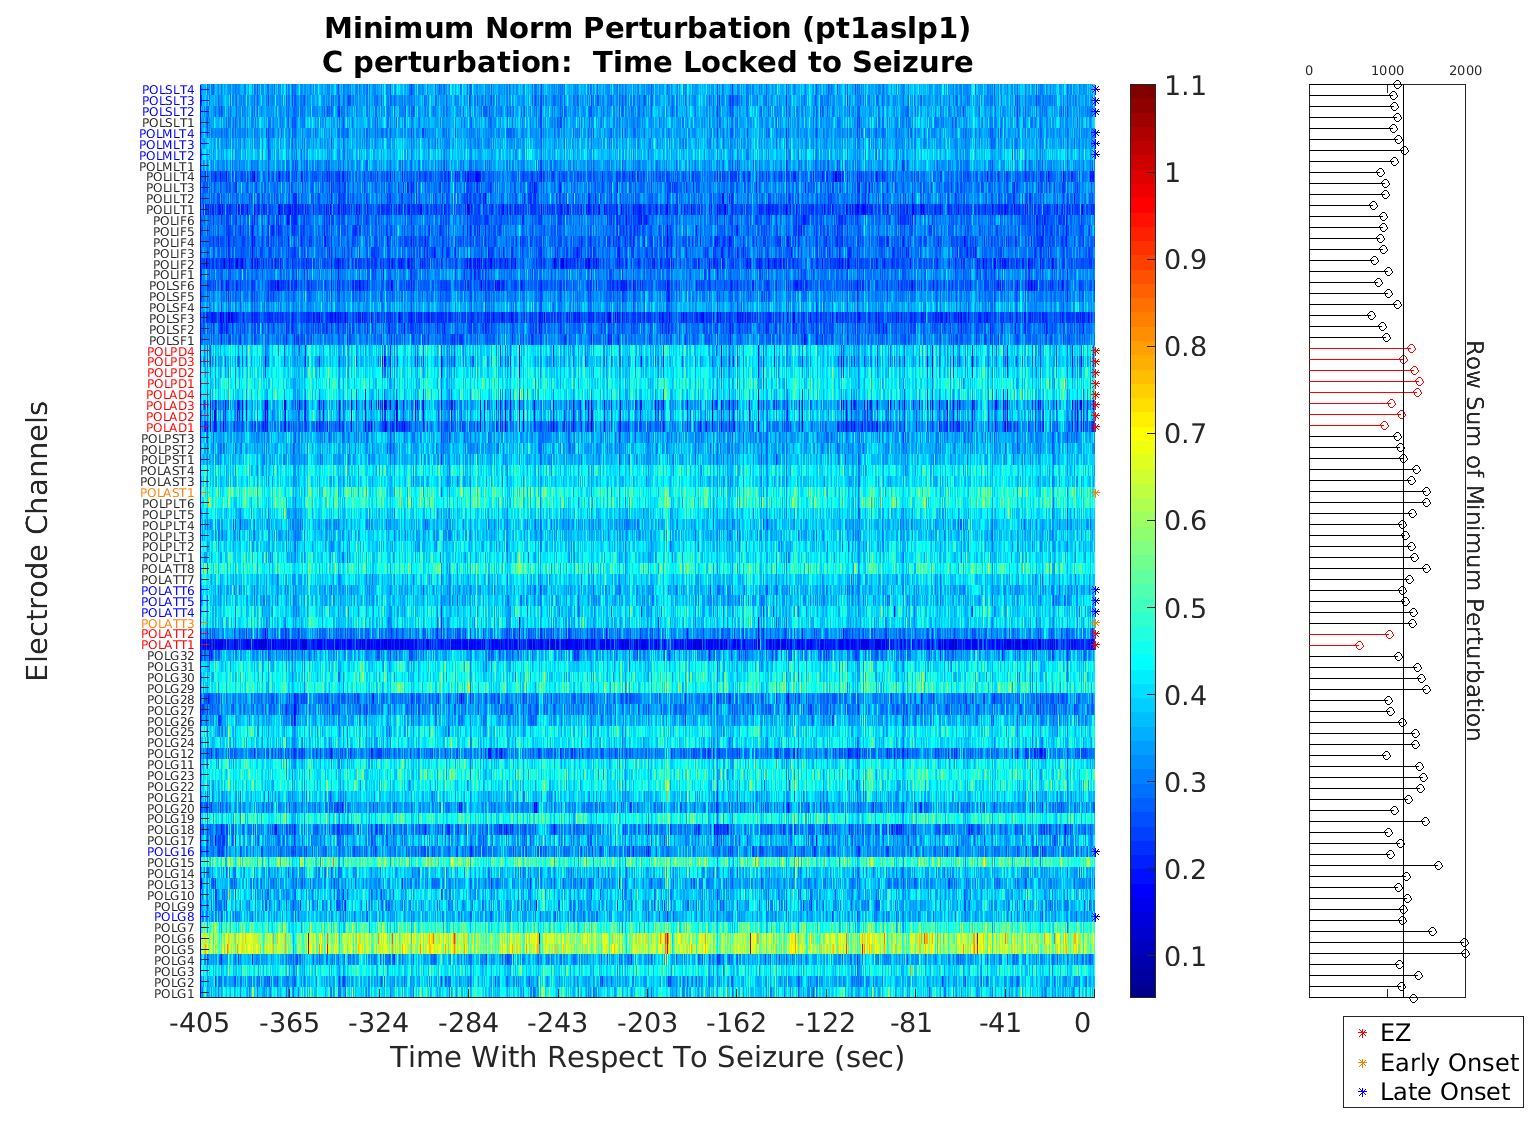 Minimum Norm Perturbation (pt1aslp1)
C perturbation: Time Locked to Seizure
Electrode Channels
POLSLT4
POLSLT3
POLSLT2
POLSLT1
POLMLT4
POLMLT3
POLMLT2
POLMLT1
POLILT4
POLILT3
POLILT2
POLILT1
POLIF6
POLIF5
POLIF4
POLIF3
POLIF2
POLIF1
POLSF6
POLSF5
POLSF4
POLSF3
POLSF2
POLSF1
POLPD4
POLPD3
POLPD2
POLPD1
POLAD4
POLAD3
POLAD2
POLAD1
POLPST3
POLPST2
POLPST1
POLAST4
POLAST3
POLAST1
POLPLT6
POLPLT5
POLPLT4
POLPLT3
POLPLT2
POLPLT1
POLATT8
POLATT7
POLATT6
POLATT5
POLATT4
POLATT3
POLATT2
POLATT1
POLG32
POLG31
POLG30
POLG29
POLG28
POLG27
POLG26
POLG25
POLG24
POLG12
POLG11
POLG23
POLG22
POLG21
POLG20
POLG19
POLG18
POLG17
POLG16
POLG15
POLG14
POLG13
POLG10
POLG9
POLG8
POLG7
POLG6
POLG5
POLG4
POLG3
POLG2
POLG1
-405 -365 -324 -284 -243 -203 -162 -122 -81 -41 0
Time With Respect To Seizure (sec)
1.1
1
0.9
0.8
0.7
0.6
0.5
0.4
0.3
0.2
0.1
0 1000 2000
Row Sum of Minimum Perturbation
EZ
Early Onset
Late Onset